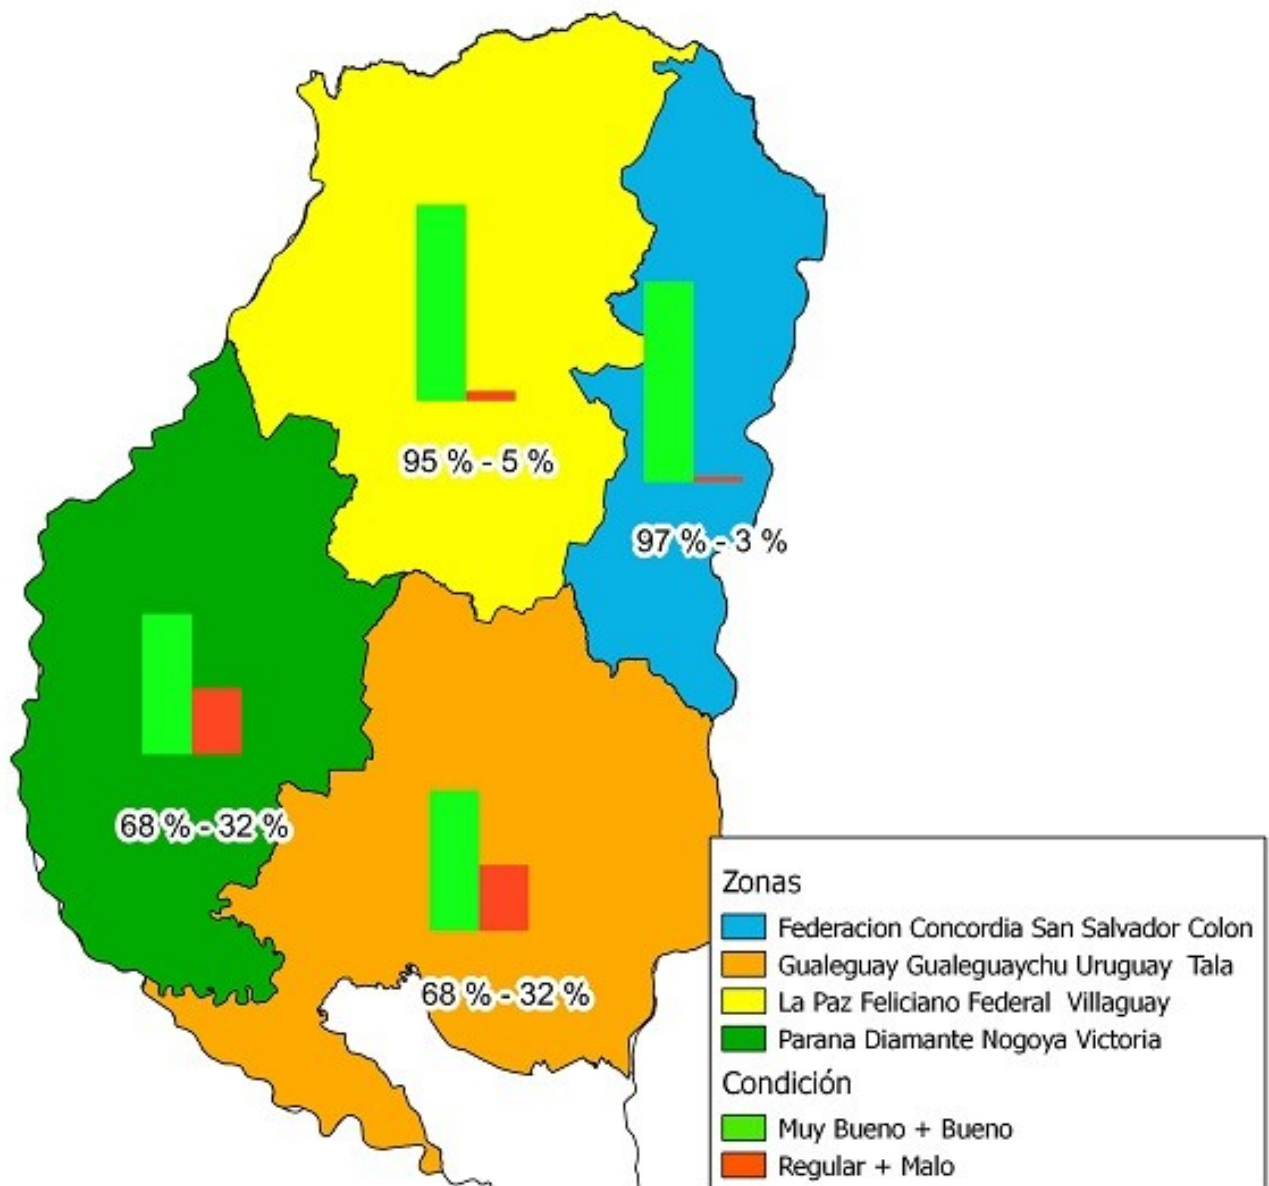 95 % - 5 %
97 % - 3 %
68 % - 32 %
68 % - 32 %
Zonas
Federacion Concordia San Salvador Colon
Gualeguay Gualeguaychu Uruguay  Tala
La Paz Feliciano Federal  Villaguay
Parana Diamante Nogoya Victoria
Condición
Muy Bueno + Bueno
Regular + Malo